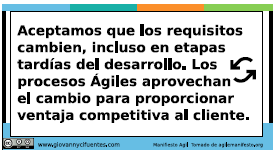 Aceptamos que los requisitos
cambien, incluso en etapas
tardías del desarrollo. Los
procesos Ágiles aprovechan
el cambio para proporcionar
ventaja competitiva al cliente.
www.giovannycifuentes.com Manifiesto Agil Tomado de agilemanifesto.org